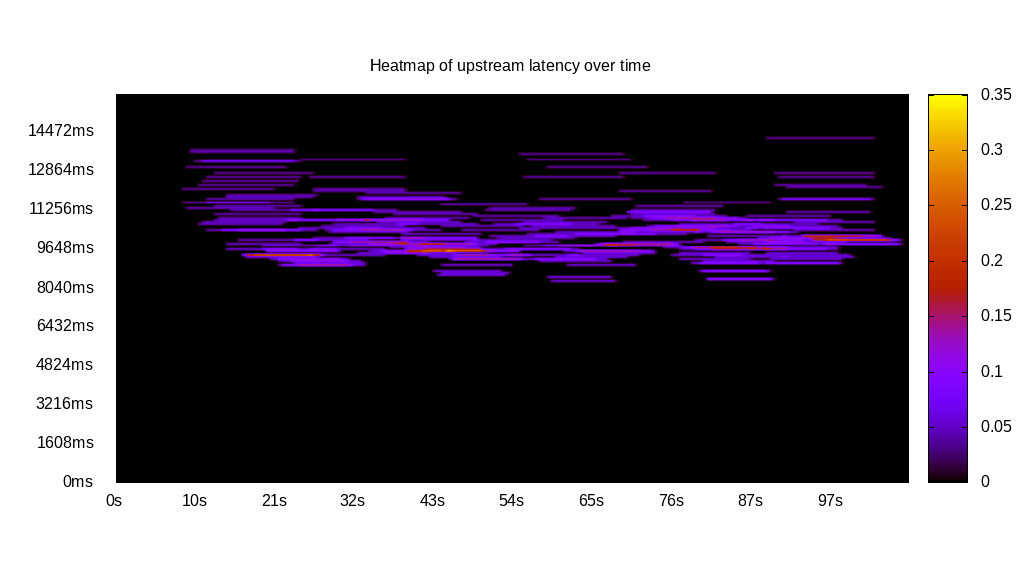 Heatmap of upstream latency over time
14472ms
12864ms
11256ms
9648ms
8040ms
6432ms
4824ms
3216ms
1608ms
0ms
0s 10s 21s 32s 43s 54s 65s 76s 87s 97s
0.35
0.3
0.25
0.2
0.15
0.1
0.05
0